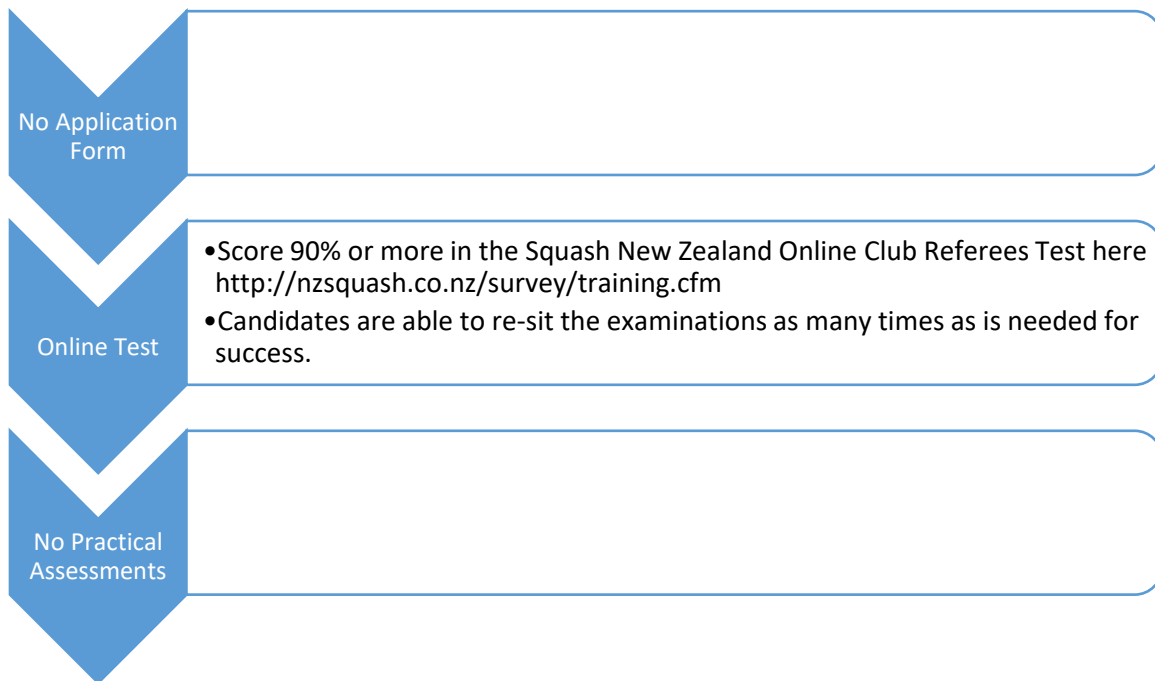 No Application
Form
•Score 90% or more in the Squash New Zealand Online Club Referees Test here
http://nzsquash.co.nz/survey/training.cfm
•Candidates are able to re-sit the examinations as many times as is needed for
success.
Online Test
No Practical
Assessments